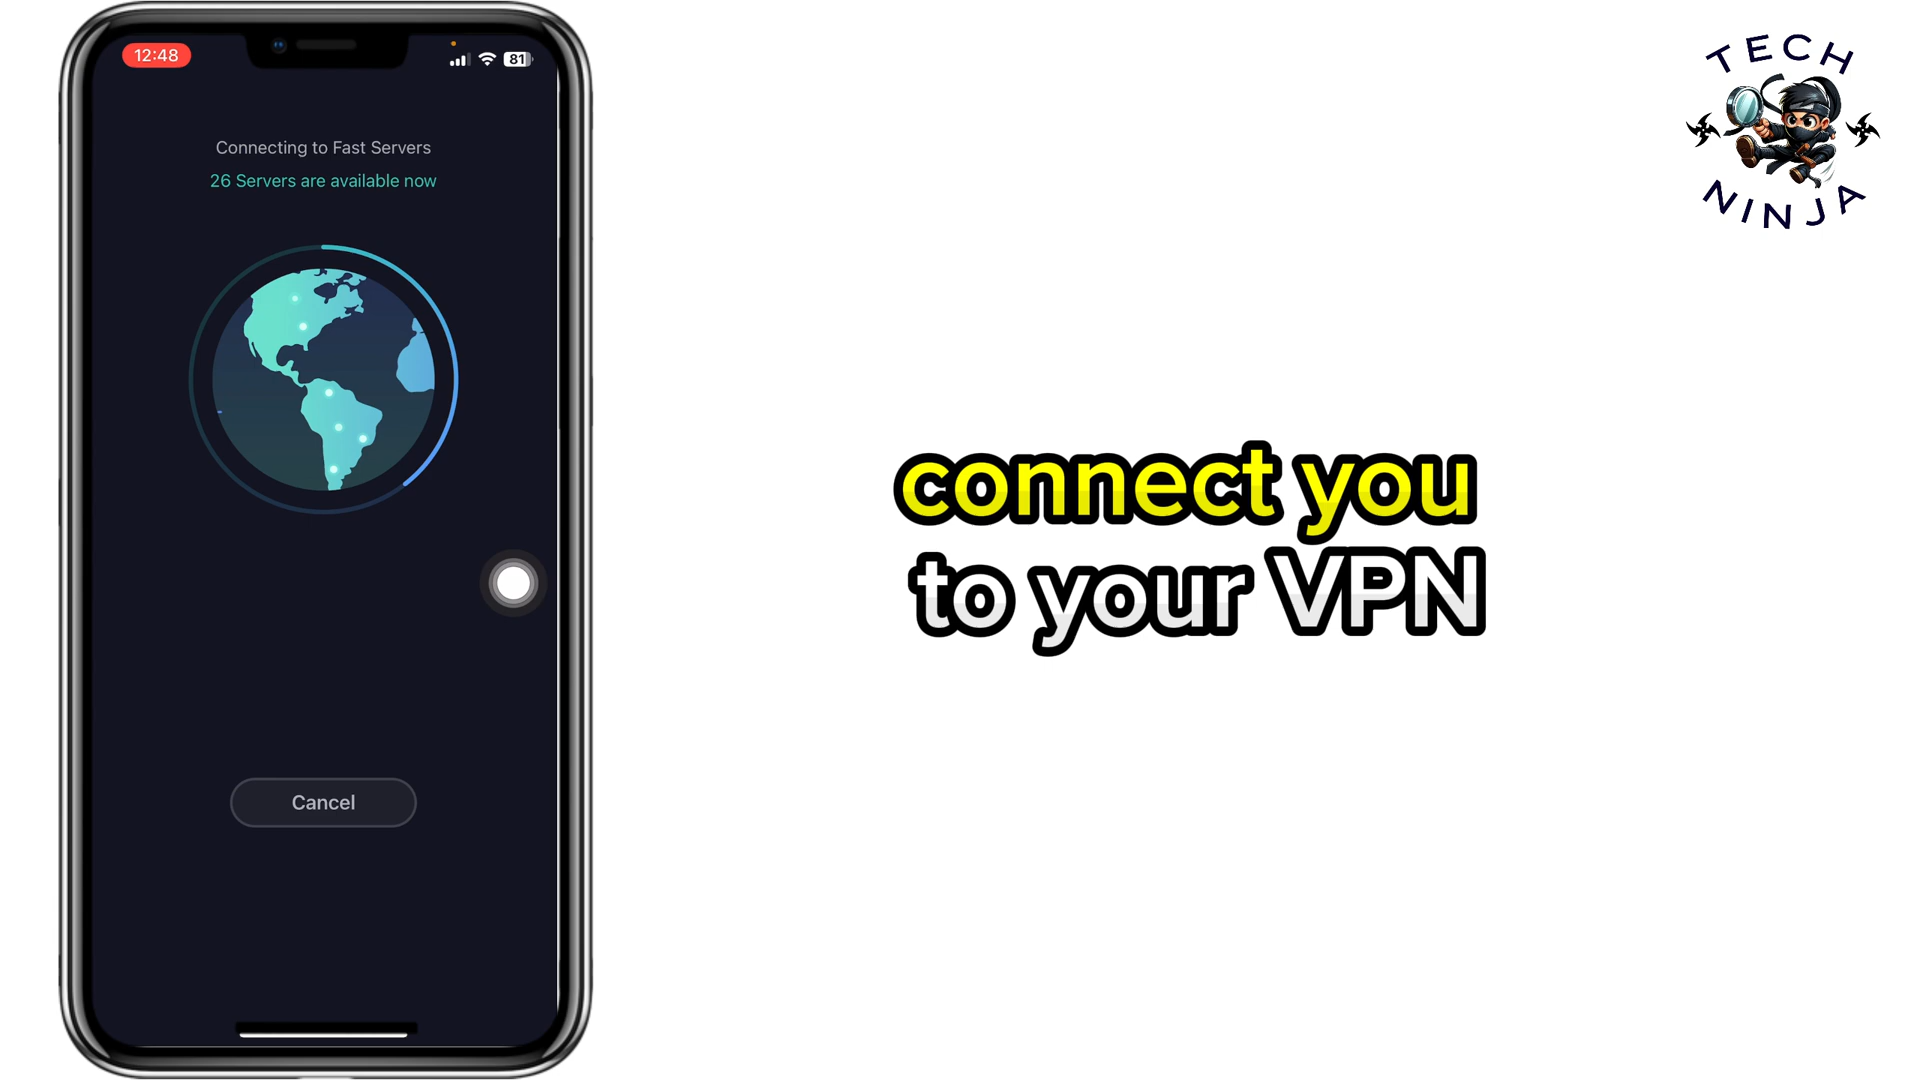 12:48
81
Connecting to Fast Servers
26 Servers are available now
Cancel
connect you
to your VPN
TECH
NINJA